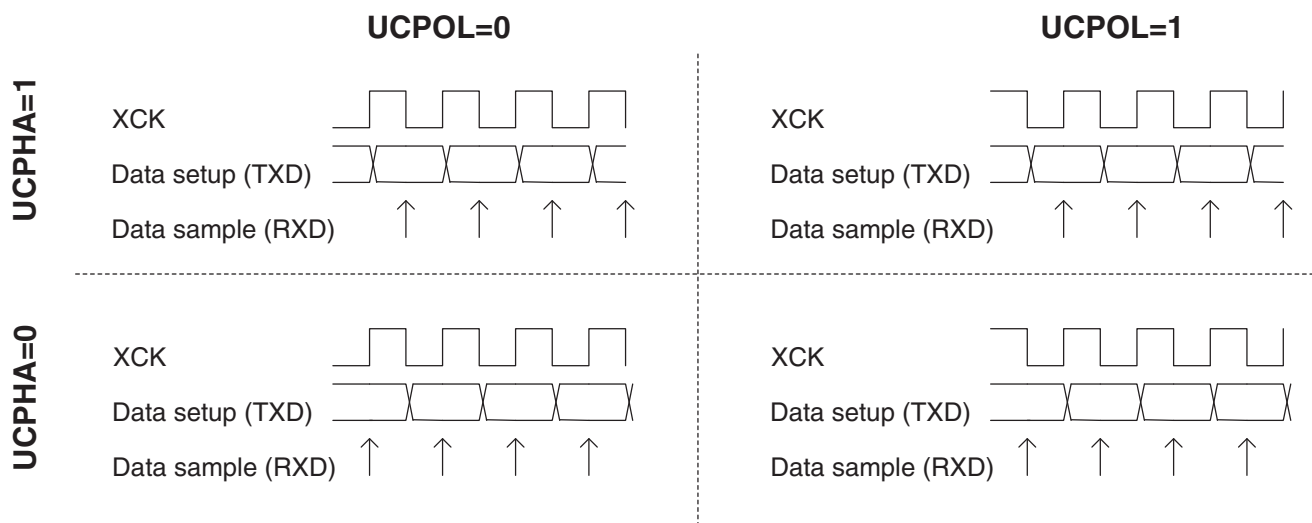 UCPOL=0
UCPOL=1
UCPHA=1
XCK
Data setup (TXD)
Data sample (RXD)
XCK
Data setup (TXD)
Data sample (RXD)
UCPHA=0
XCK
Data setup (TXD)
Data sample (RXD)
XCK
Data setup (TXD)
Data sample (RXD)